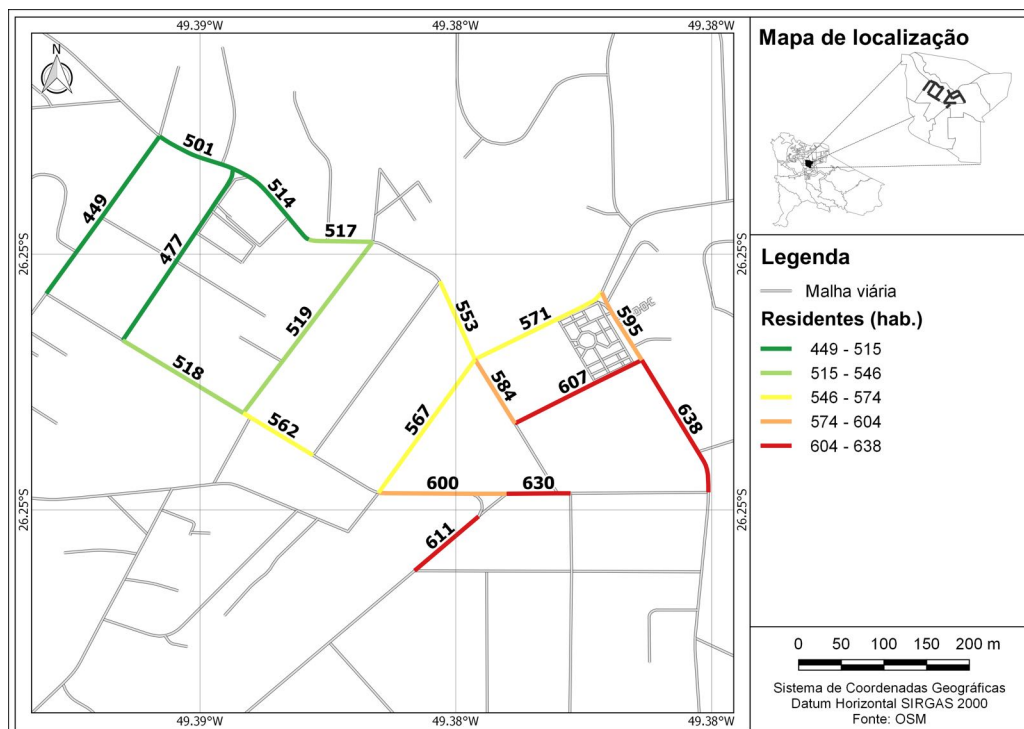 49.39°W
49.38°W
49.38°W
N
501
514
449
477
517
519
518
562
553
571
595
567
584
607
638
600
630
611
26.25°S
26.25°S
26.25°S
26.25°S
49.39°W
49.38°W
49.38°W
Mapa de localização
Legenda
Malha viária
Residentes (hab.)
449 - 515
515 - 546
546 - 574
574 - 604
604 - 638
0 50 100 150 200 m
Sistema de Coordenadas Geográficas
Datum Horizontal SIRGAS 2000
Fonte: OSM